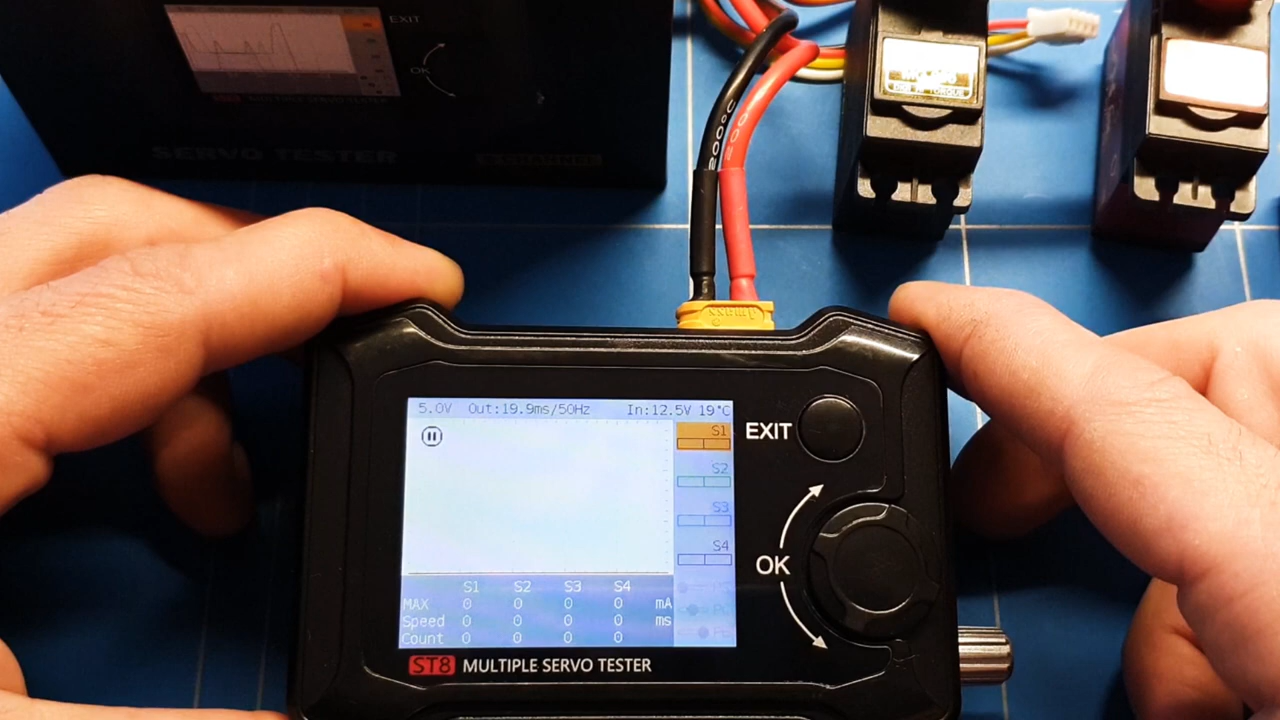 EXIT
OK
SERVO TESTER
200°C
200
5.0V Out:19.9ms/50Hz In:12.5V 19°C
S1
S2
S3
S4
S1 S2 S3 S4
MAX 0 0 0 0 mA
Speed 0 0 0 0 ms
Count 0 0 0 0
EXIT
OK
ST8 MULTIPLE SERVO TESTER